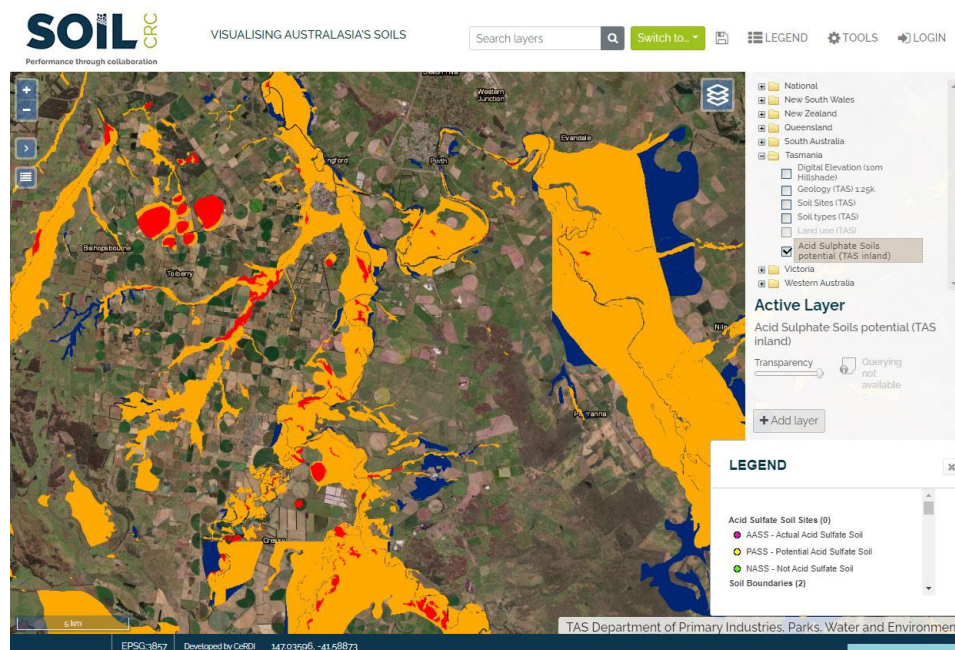 SOIL CRC
Performance through collaboration
VISUALISING AUSTRALASIA'S SOILS
Search layers
Switch to...
LEGEND
TOOLS
LOGIN
+
−
Western
Junction
Evandale
Perth
ngford
Bishopsbourne
Toiberry
Nile
Cressy
5 km
National
New South Wales
New Zealand
Queensland
South Australia
Tasmania
Digital Elevation (10m
Hillshade)
Geology (TAS) 1:25k
Soil Sites (TAS)
Soil types (TAS)
Land use (TAS)
Acid Sulphate Soils
potential (TAS inland)
Victoria
Western Australia
Active Layer
Acid Sulphate Soils potential (TAS
inland)
Transparency
Querying
not
available
+ Add layer
LEGEND
Acid Sulfate Soil Sites (0)
AASS - Actual Acid Sulfate Soil
PASS - Potential Acid Sulfate Soil
NASS - Not Acid Sulfate Soil
Soil Boundaries (2)
TAS Department of Primary Industries, Parks, Water and Environmen
EPSG:3857
Developed by CeRDI
147.03596, -41.58873